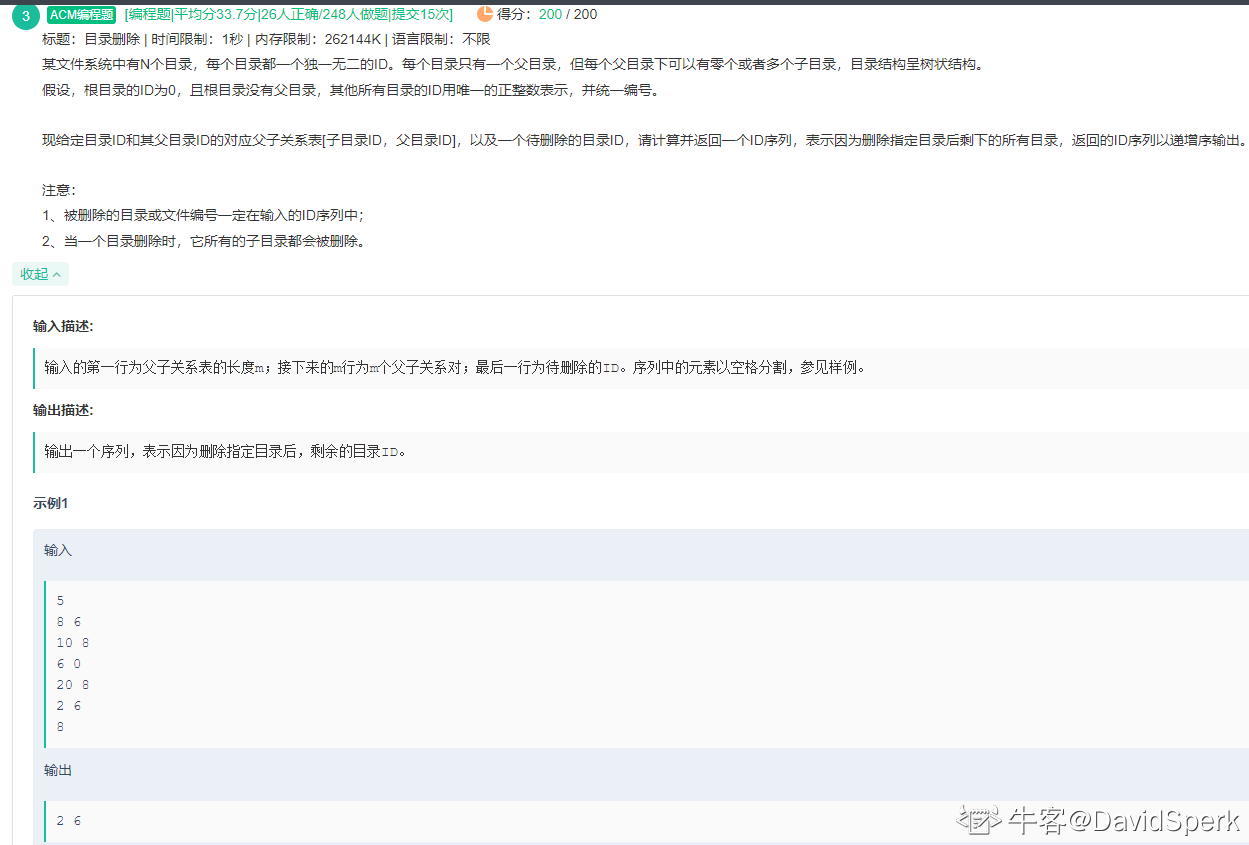 3 ACM编程题 [编程题|平均分33.7分|26人正确/248人做题|提交15次] 得分：200 / 200
标题：目录删除 | 时间限制：1秒 | 内存限制：262144K | 语言限制：不限
某文件系统中有N个目录，每个目录都一个独一无二的ID。每个目录只有一个父目录，但每个父目录下可以有零个或者多个子目录，目录结构呈树状结构。
假设，根目录的ID为0，且根目录没有父目录，其他所有目录的ID用唯一的正整数表示，并统一编号。
现给定目录ID和其父目录ID的对应父子关系表[子目录ID，父目录ID]，以及一个待删除的目录ID，请计算并返回一个ID序列，表示因为删除指定目录后剩下的所有目录，返回的ID序列以递增序输出。
注意：
1、被删除的目录或文件编号一定在输入的ID序列中；
2、当一个目录删除时，它所有的子目录都会被删除。
收起
输入描述:
输入的第一行为父子关系表的长度m；接下来的m行为m个父子关系对；最后一行为待删除的ID。序列中的元素以空格分割，参见样例。
输出描述:
输出一个序列，表示因为删除指定目录后，剩余的目录ID。
示例1
输入
5
8 6
10 8
6 0
20 8
2 6
8
输出
2 6
牛客@DavidSperk